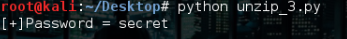 root@kali:~/Desktop# python unzip_3.py
[+]Password = secret